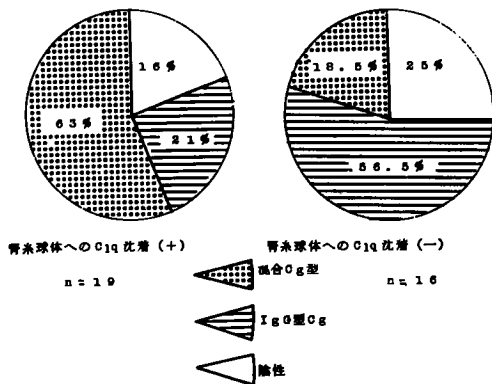 16%
63%
21%
18.5%
25%
56.5%
腎糸球体へのC1q沈着(+)
n=19
腎糸球体へのC1q沈着(−)
n=16
混合Cg型
IgG型Cg
陰性